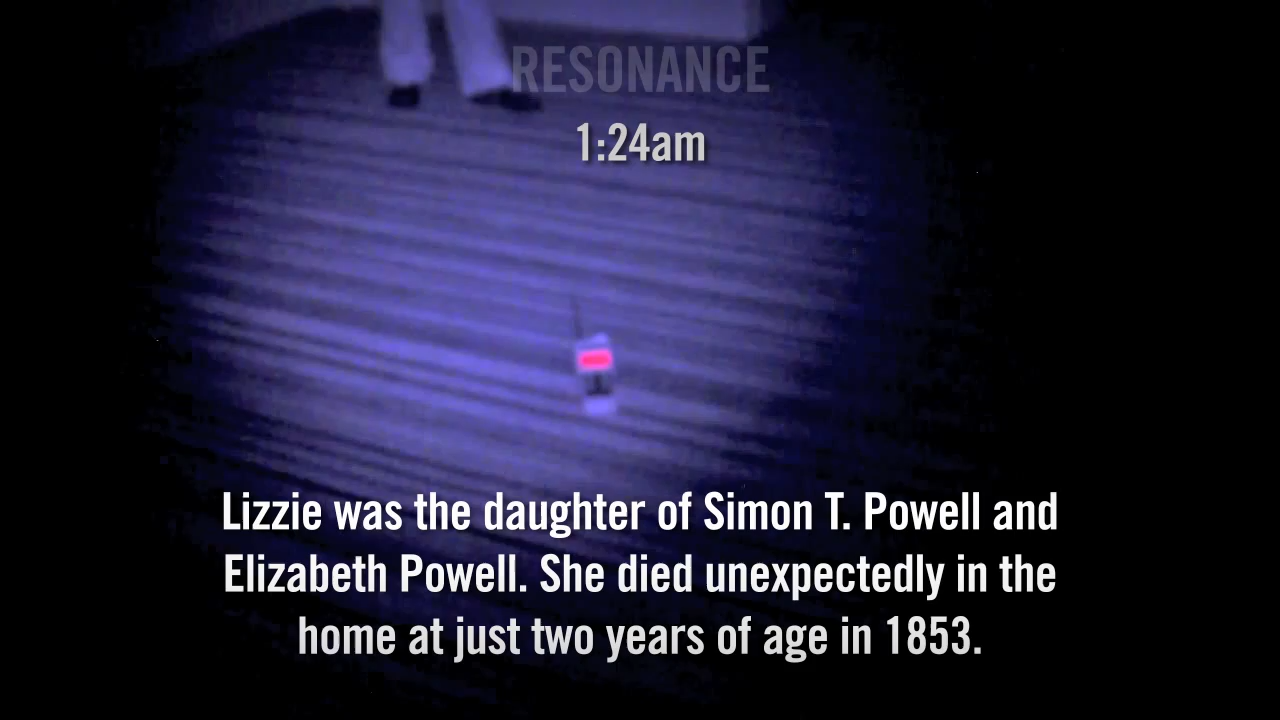 RESONANCE
1:24am
Lizzie was the daughter of Simon T. Powell and
Elizabeth Powell. She died unexpectedly in the
home at just two years of age in 1853.